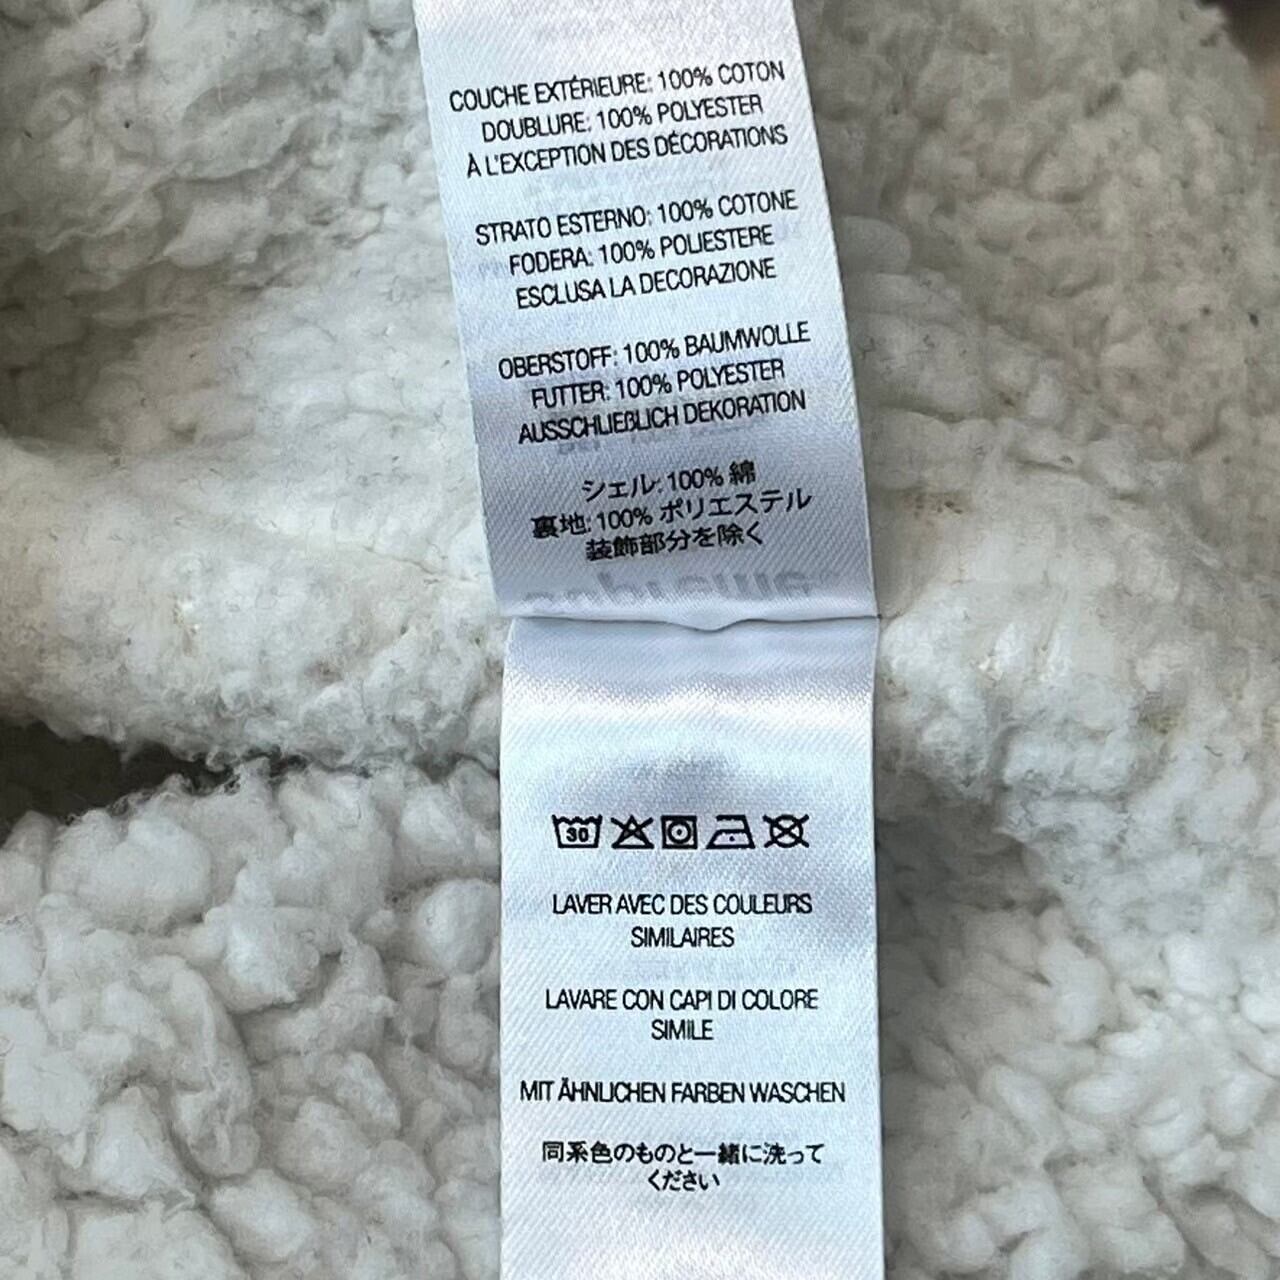 COUCHE EXTÉRIEURE: 100% COTON
DOUBLURE: 100% POLYESTER
À L'EXCEPTION DES DÉCORATIONS
STRATO ESTERNO: 100% COTONE
FODERA: 100% POLIESTERE
ESCLUSA LA DECORAZIONE
OBERSTOFF: 100% BAUMWOLLE
FUTTER: 100% POLYESTER
AUSSCHLIEẞLICH DEKORATION
シェル: 100% 綿
裏地: 100% ポリエステル
装飾部分を除く
30
LAVER AVEC DES COULEURS
SIMILAIRES
LAVARE CON CAPI DI COLORE
SIMILE
MIT ÄHNLICHEN FARBEN WASCHEN
同系色のものと一緒に洗って
ください